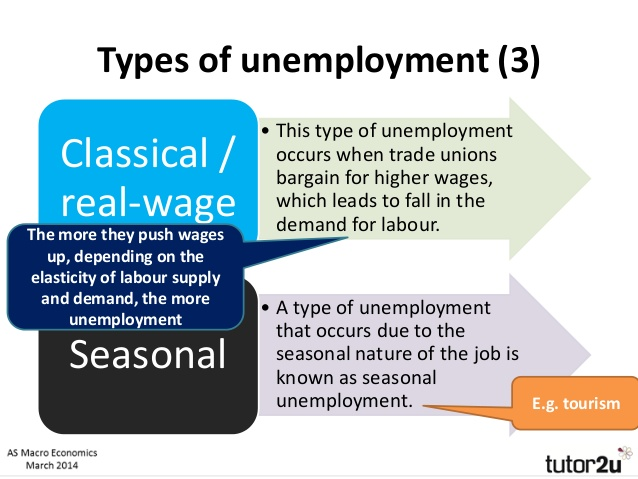 Types of unemployment (3)
Classical /
real-wage
• This type of unemployment
occurs when trade unions
bargain for higher wages,
which leads to fall in the
demand for labour.
The more they push wages
up, depending on the
elasticity of labour supply
and demand, the more
unemployment
Seasonal
• A type of unemployment
that occurs due to the
seasonal nature of the job is
known as seasonal
unemployment.
E.g. tourism
AS Macro Economics
March 2014
tutor2u